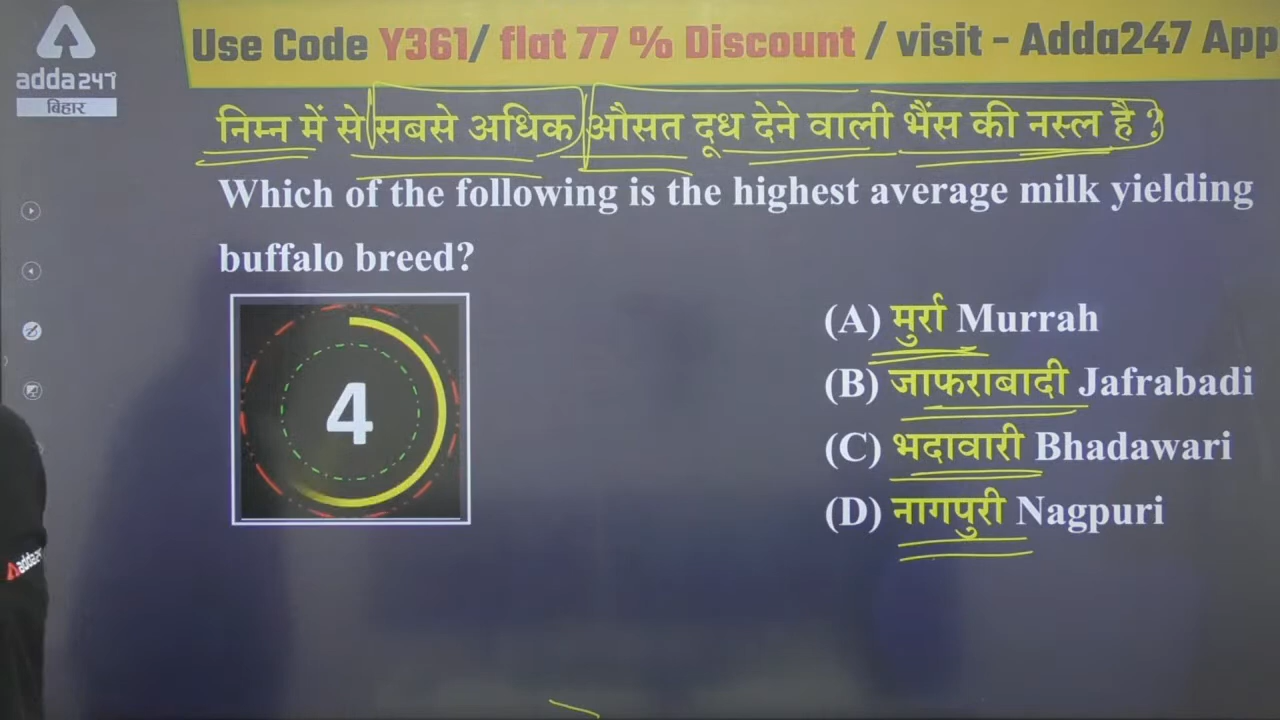 Use Code Y361/ flat 77 % Discount / visit - Adda247 App
adda247
बिहार
निम्न में से सबसे अधिक औसत दूध देने वाली भैंस की नस्ल है ?
Which of the following is the highest average milk yielding
buffalo breed?
4
(A) मुर्रा Murrah
(B) जाफराबादी Jafrabadi
(C) भदावारी Bhadawari
(D) नागपुरी Nagpuri
adda247